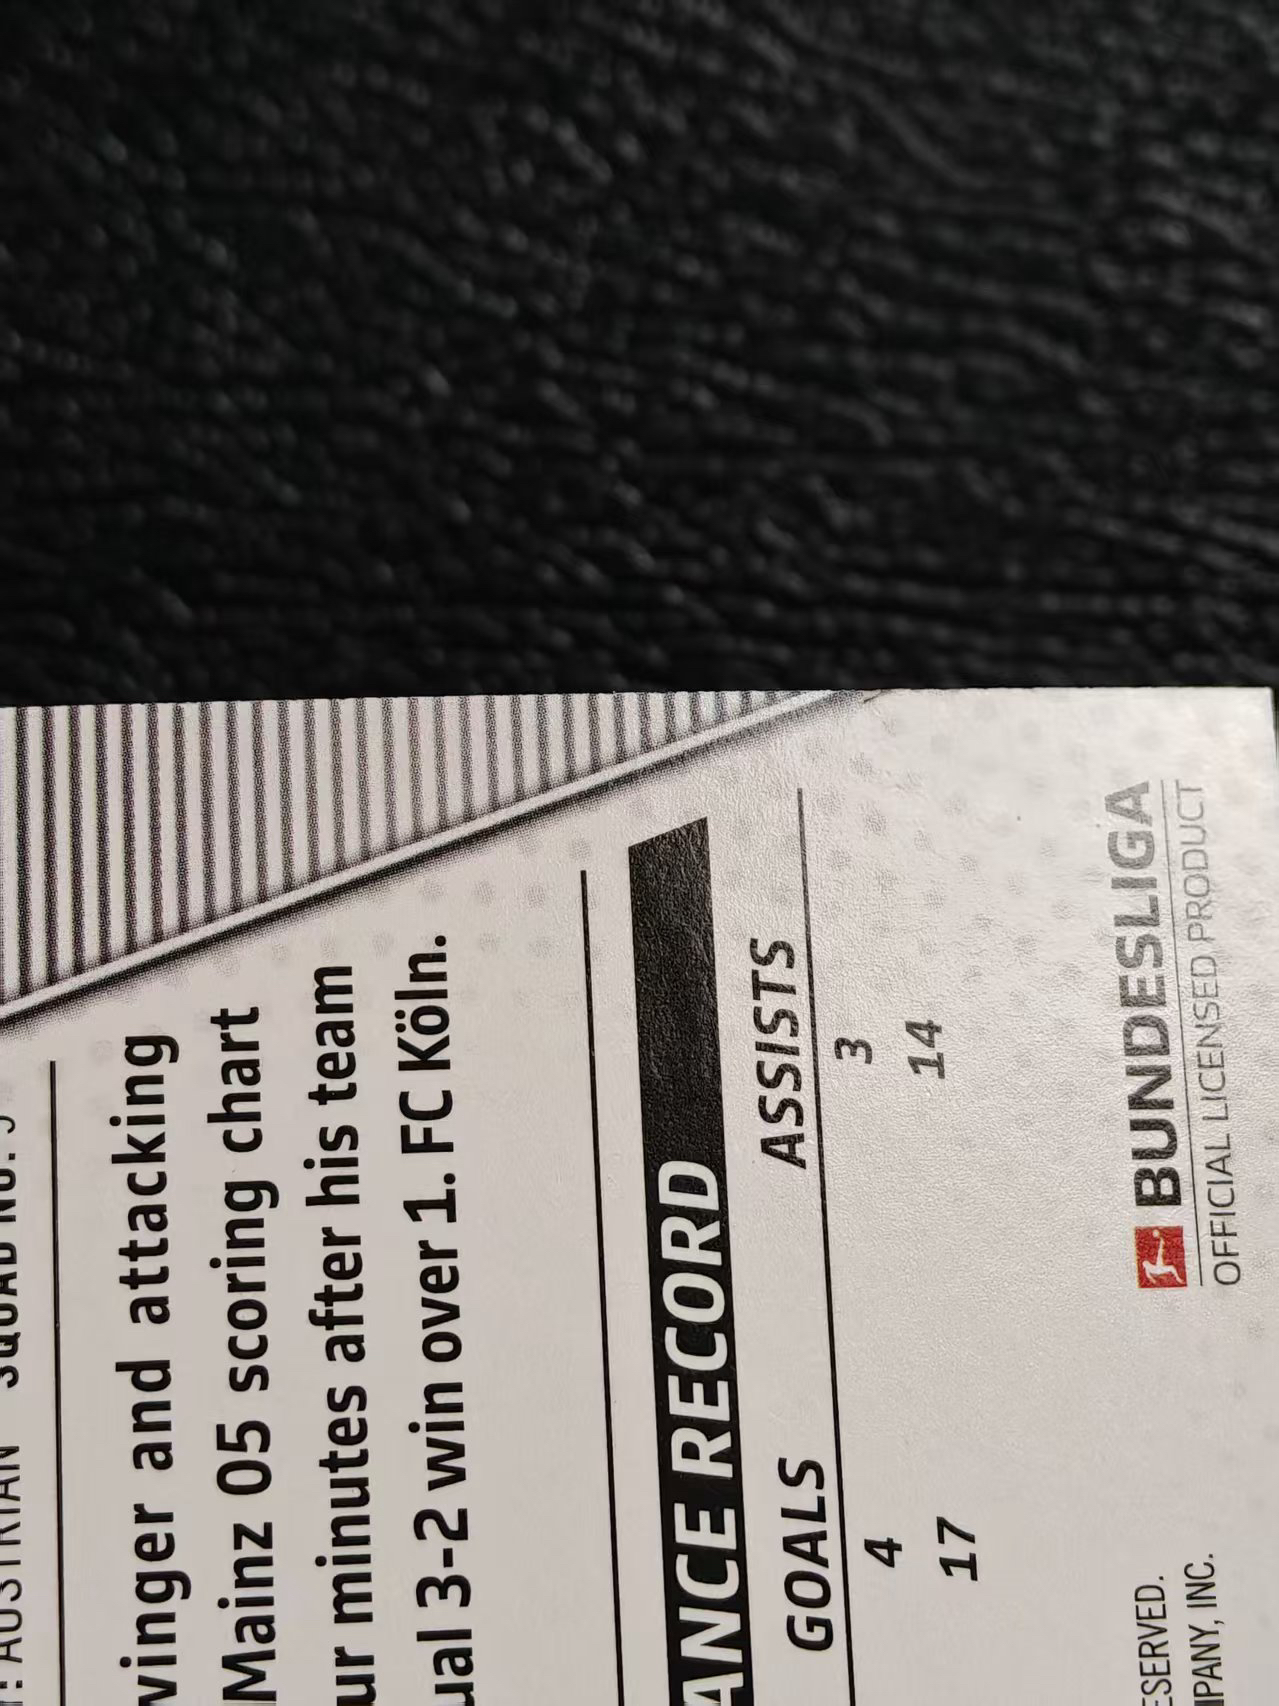 AUSTRIAN SQUAD NO.
winger and attacking
Mainz 05 scoring chart
ur minutes after his team
ual 3-2 win over 1. FC Köln.
ANCE RECORD
GOALS ASSISTS
4 3
17 14
BUNDESLIGA
OFFICIAL LICENSED PRODUCT
ESERVED.
PANY, INC.